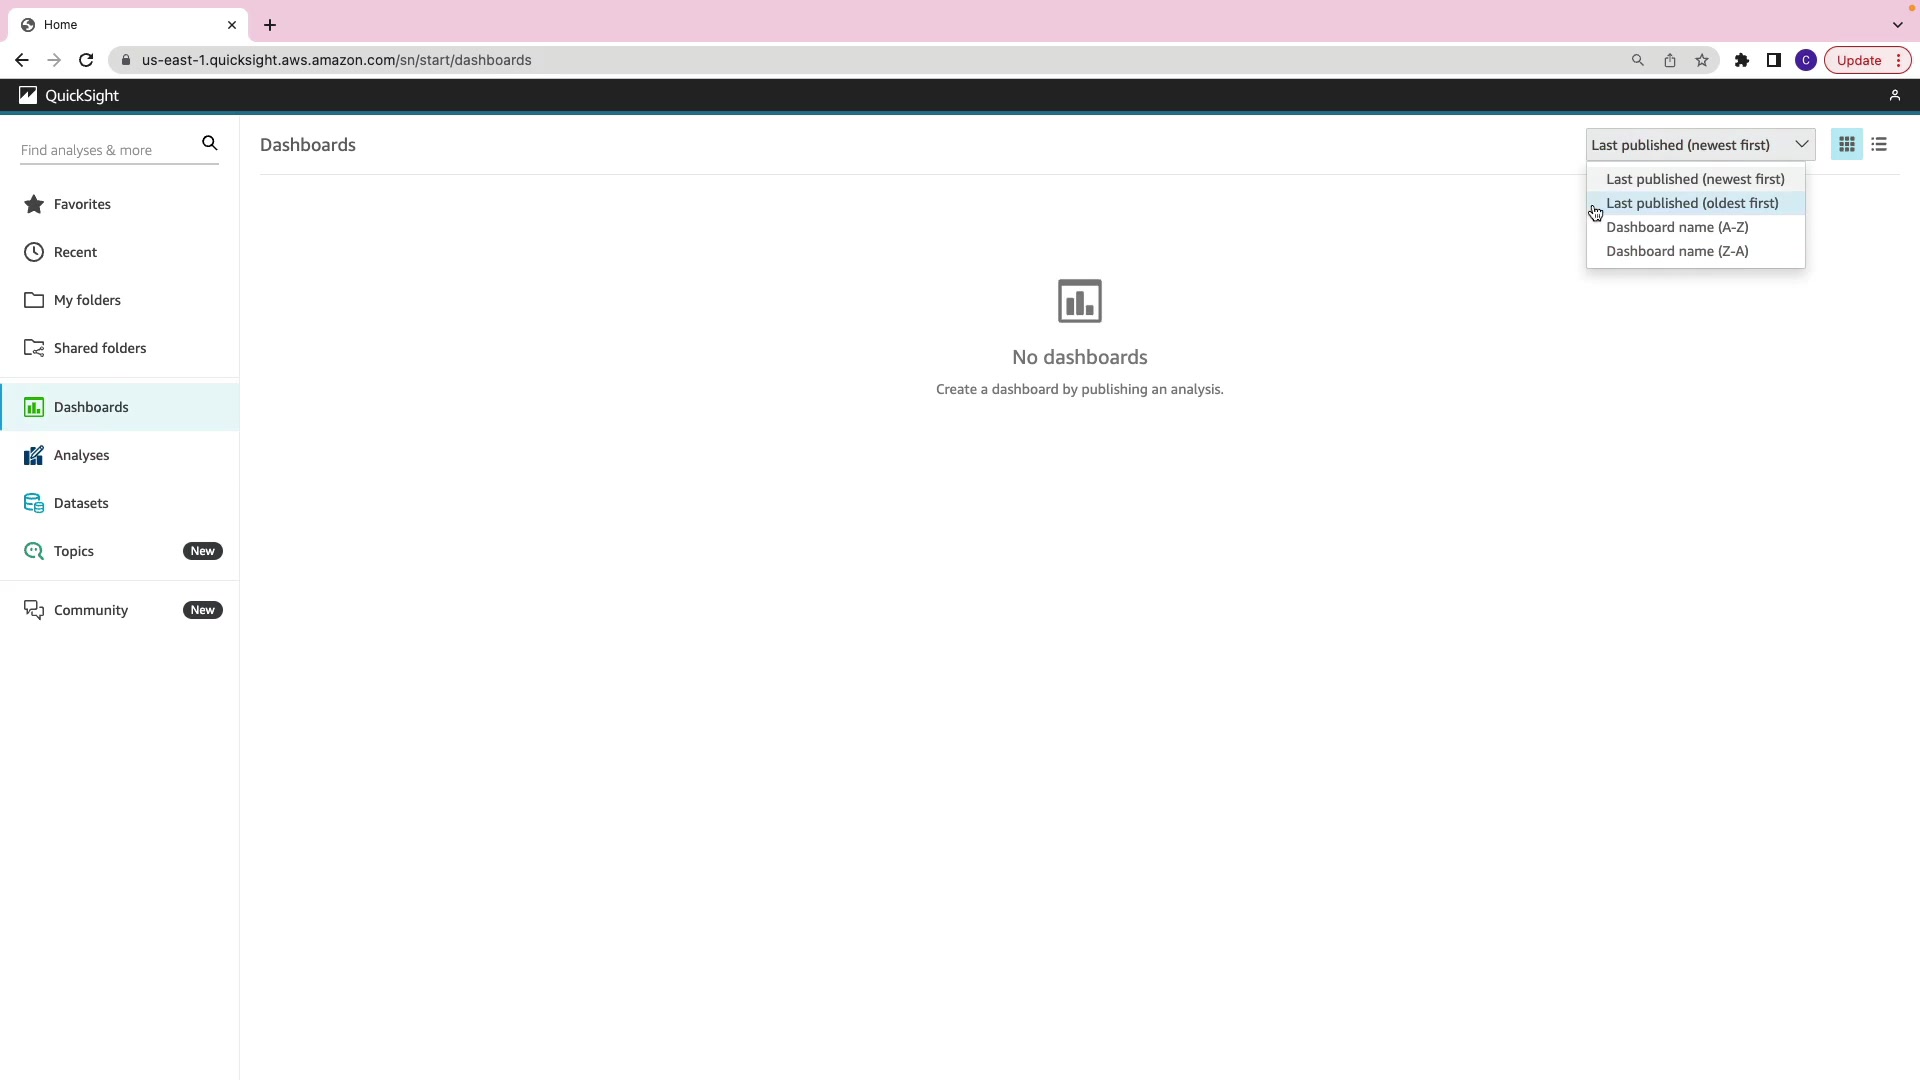 Home
us-east-1.quicksight.aws.amazon.com/sn/start/dashboards
C
Update
QuickSight
Find analyses & more
Favorites
Recent
My folders
Shared folders
Dashboards
Analyses
Datasets
Topics New
Community New
Dashboards
Last published (newest first)
Last published (newest first)
Last published (oldest first)
Dashboard name (A-Z)
Dashboard name (Z-A)
No dashboards
Create a dashboard by publishing an analysis.